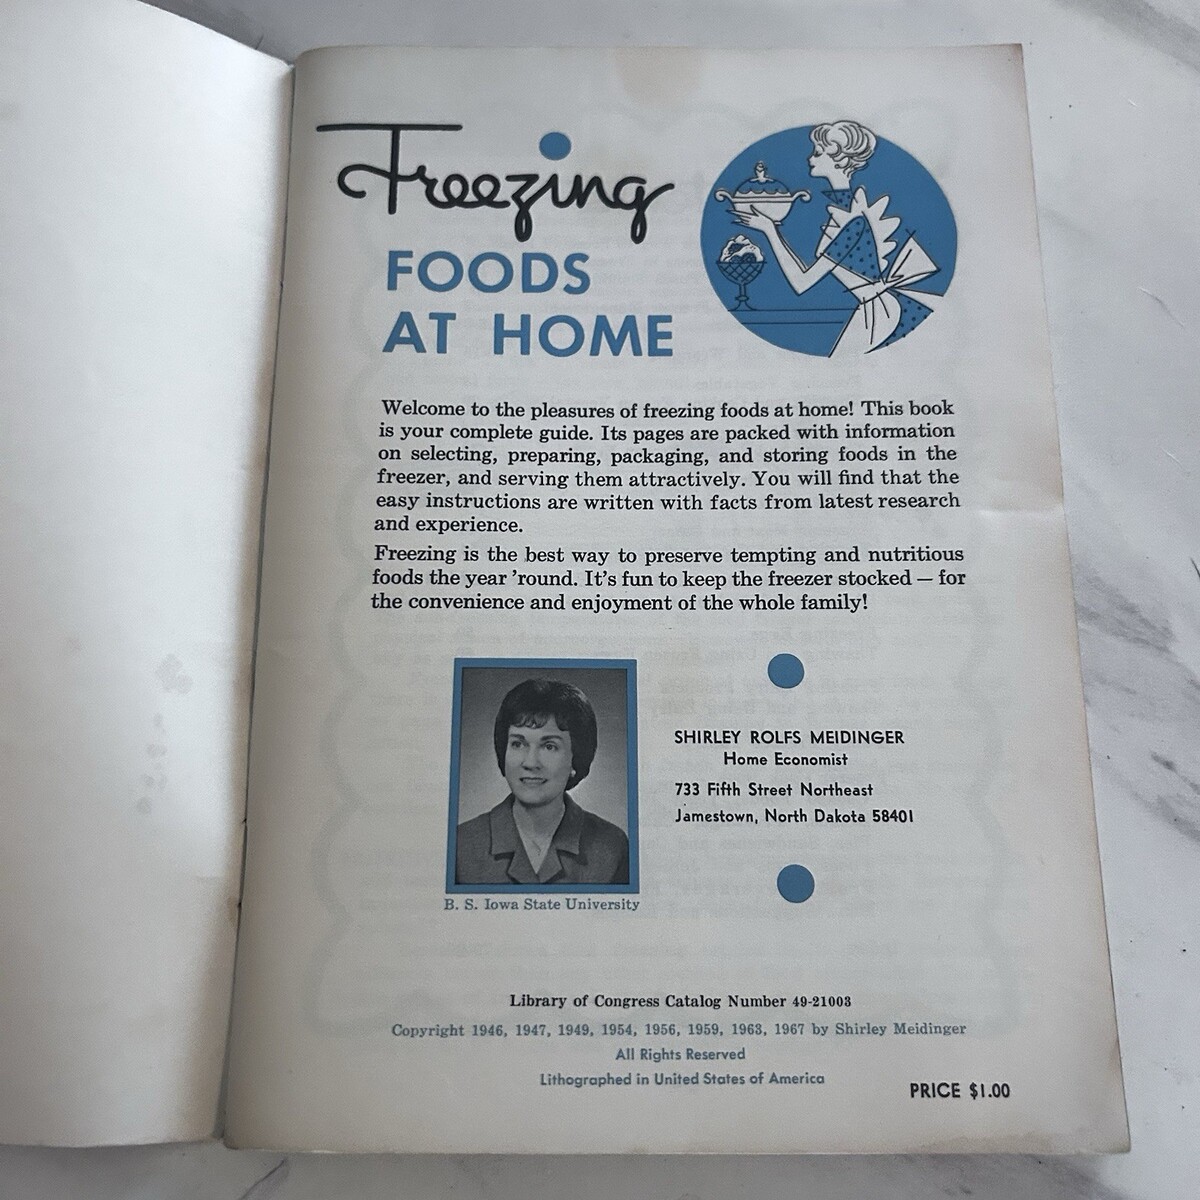 Freezing
FOODS
AT HOME
Welcome to the pleasures of freezing foods at home! This book
is your complete guide. Its pages are packed with information
on selecting, preparing, packaging, and storing foods in the
freezer, and serving them attractively. You will find that the
easy instructions are written with facts from latest research
and experience.
Freezing is the best way to preserve tempting and nutritious
foods the year ’round. It’s fun to keep the freezer stocked — for
the convenience and enjoyment of the whole family!
SHIRLEY ROLFS MEIDINGER
Home Economist
733 Fifth Street Northeast
Jamestown, North Dakota 58401
B. S. Iowa State University
Library of Congress Catalog Number 49-21003
Copyright 1946, 1947, 1949, 1954, 1956, 1959, 1963, 1967 by Shirley Meidinger
All Rights Reserved
Lithographed in United States of America
PRICE $1.00